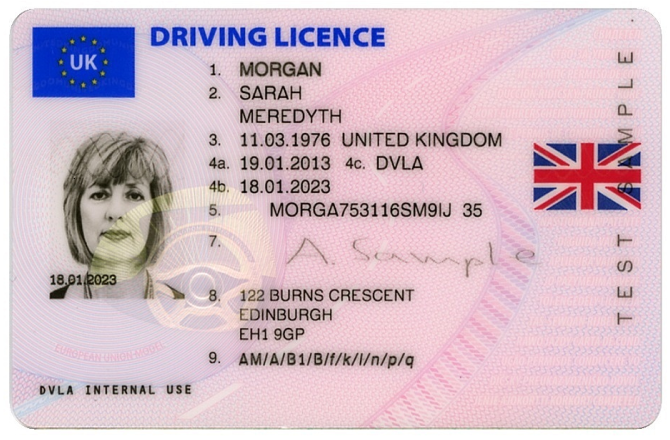 UK
DRIVING LICENCE
1. MORGAN
2. SARAH
MEREDYTH
3. 11.03.1976 UNITED KINGDOM
4a. 19.01.2013 4c. DVLA
4b. 18.01.2023
5. MORGA753116SM9IJ 35
7. A. Sample
18.01.2023
8. 122 BURNS CRESCENT
EDINBURGH
EH1 9GP
EUROPEAN UNION MODEL
9. AM/A/B1/B/f/k/l/n/p/q
DVLA INTERNAL USE
TEST SAMPLE